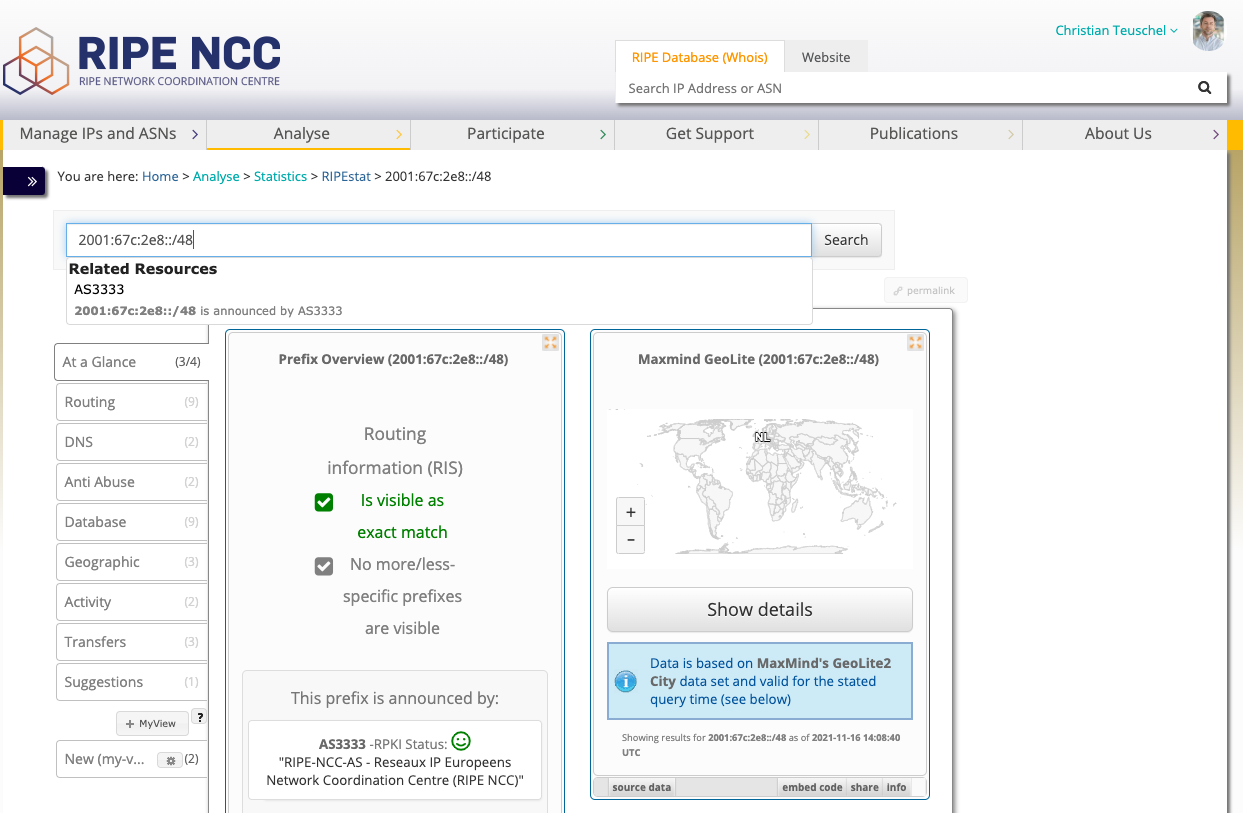 Christian Teuschel
RIPE NCC
RIPE NETWORK COORDINATION CENTRE
RIPE Database (Whois)
Website
Search IP Address or ASN
Manage IPs and ASNs
Analyse
Participate
Get Support
Publications
About Us
You are here: Home > Analyse > Statistics > RIPEstat > 2001:67c:2e8::/48
2001:67c:2e8::/48
Search
Related Resources
AS3333
2001:67c:2e8::/48 is announced by AS3333
permalink
At a Glance (3/4)
Routing (9)
DNS (2)
Anti Abuse (2)
Database (9)
Geographic (3)
Activity (2)
Transfers (3)
Suggestions (1)
+ MyView
?
New (my-v... (2)
Prefix Overview (2001:67c:2e8::/48)
Routing
information (RIS)
Is visible as
exact match
No more/less-
specific prefixes
are visible
This prefix is announced by:
AS3333 -RPKI Status:
"RIPE-NCC-AS - Reseaux IP Europeens
Network Coordination Centre (RIPE NCC)"
Maxmind GeoLite (2001:67c:2e8::/48)
NL
+
−
Show details
Data is based on MaxMind's GeoLite2
City data set and valid for the stated
query time (see below)
Showing results for 2001:67c:2e8::/48 as of 2021-11-16 14:08:40
UTC
source data
embed code
share
info